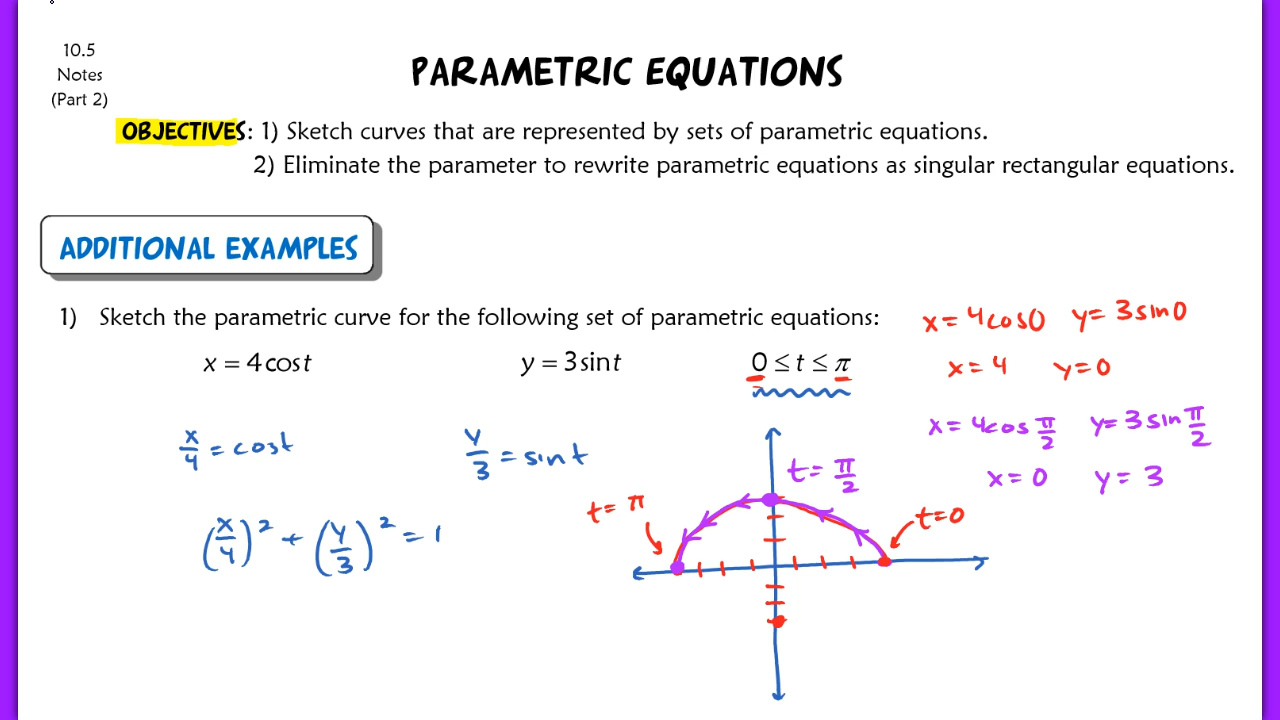 10.5
Notes
(Part 2)
PARAMETRIC EQUATIONS
OBJECTIVES: 1) Sketch curves that are represented by sets of parametric equations.
2) Eliminate the parameter to rewrite parametric equations as singular rectangular equations.
ADDITIONAL EXAMPLES
1) Sketch the parametric curve for the following set of parametric equations:
x = 4cost y = 3sint 0 ≤ t ≤ π
x = 4cos0 y = 3sin0
x = 4 y = 0
x = 4cos π/2 y = 3sin π/2
x = 0 y = 3
x/4 = cost y/3 = sint
(x/4)² + (y/3)² = 1
t = π/2
t = π
t = 0